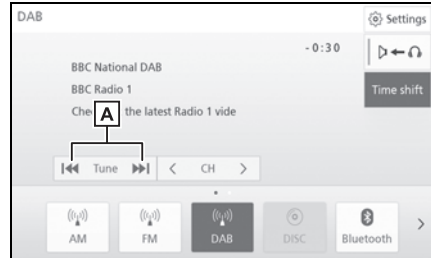 DAB
Settings
- 0:30
BBC National DAB
BBC Radio 1
Che A the latest Radio 1 vide
Time shift
Tune
CH
AM
FM
DAB
DISC
Bluetooth